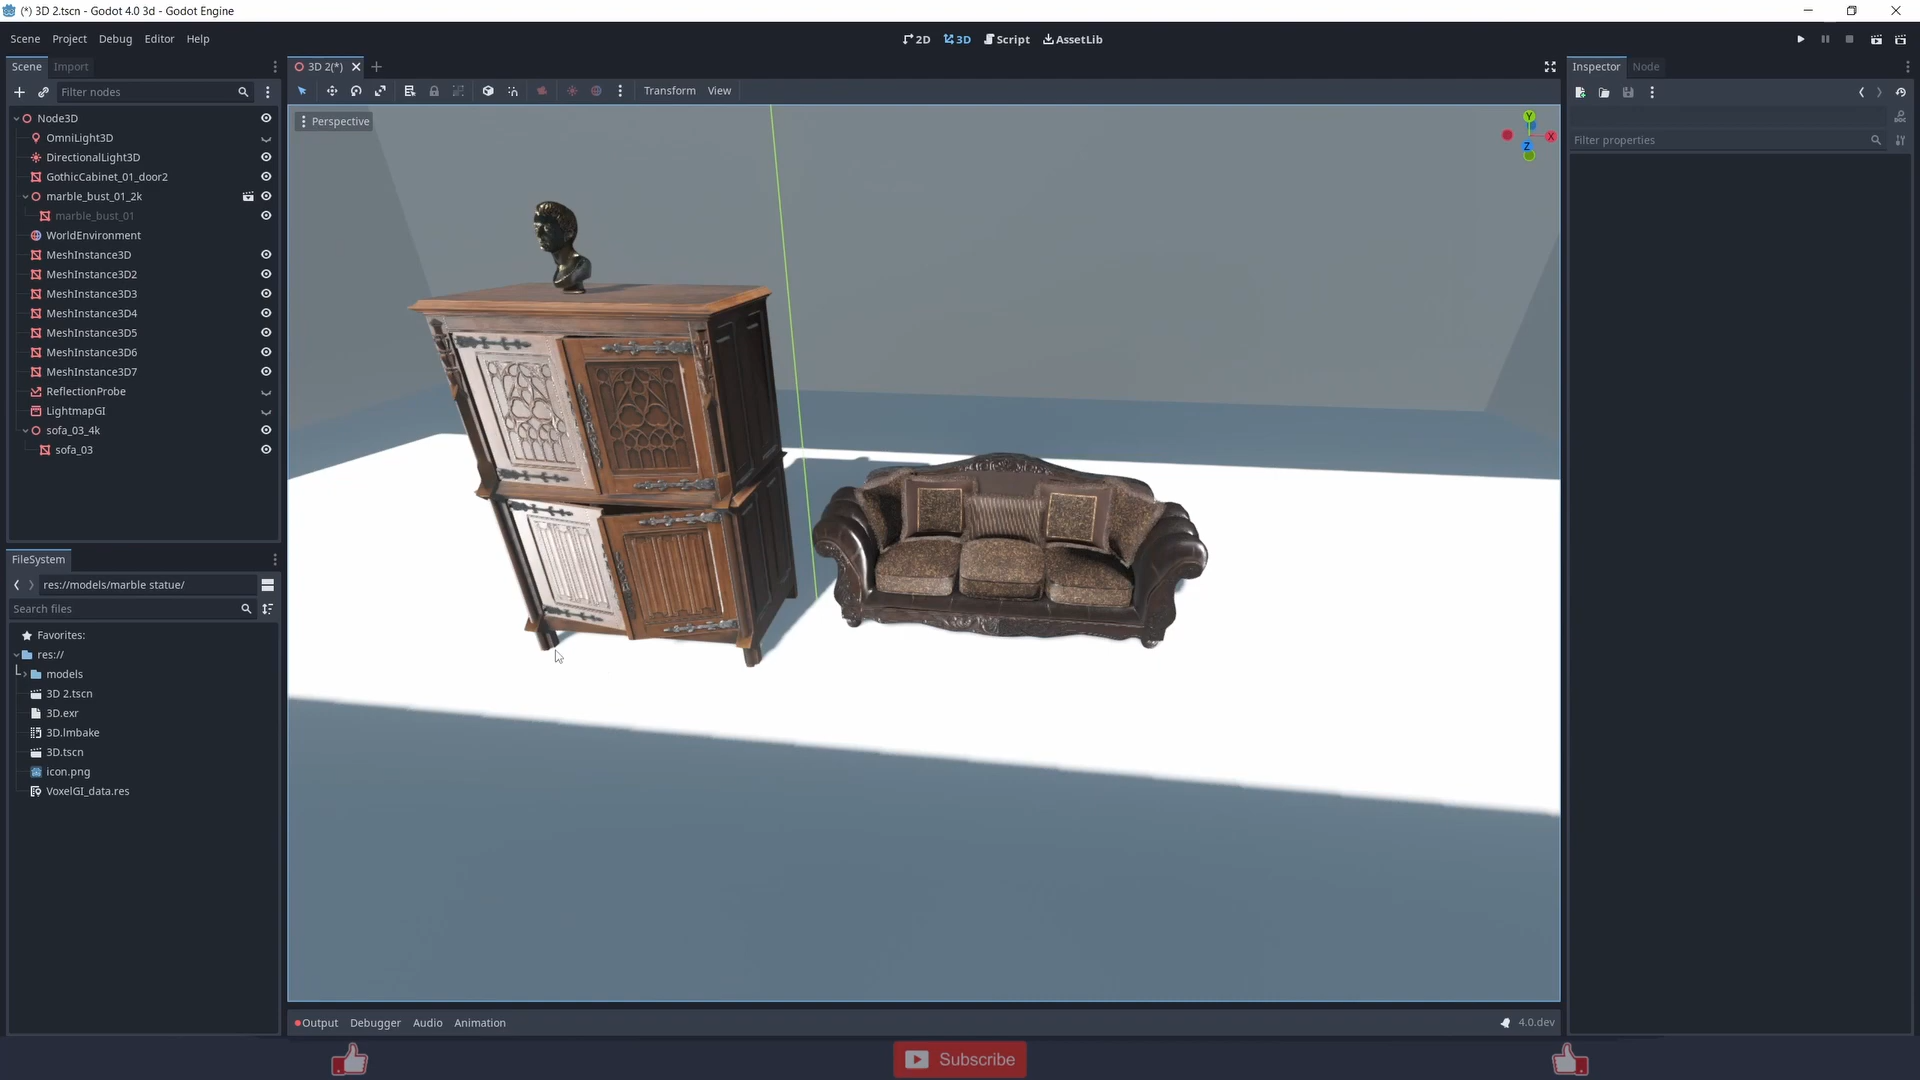 (*) 3D 2.tscn - Godot 4.0 3d - Godot Engine
Scene Project Debug Editor Help
2D 3D Script AssetLib
Scene Import
3D 2(*)
Inspector Node
Filter nodes
Transform View
Perspective
Y
X
Z
Filter properties
Node3D
OmniLight3D
DirectionalLight3D
GothicCabinet_01_door2
marble_bust_01_2k
marble_bust_01
WorldEnvironment
MeshInstance3D
MeshInstance3D2
MeshInstance3D3
MeshInstance3D4
MeshInstance3D5
MeshInstance3D6
MeshInstance3D7
ReflectionProbe
LightmapGI
sofa_03_4k
sofa_03
FileSystem
res://models/marble statue/
Search files
Favorites:
res://
models
3D 2.tscn
3D.exr
3D.lmbake
3D.tscn
icon.png
VoxelGI_data.res
Output Debugger Audio Animation
4.0.dev
Subscribe